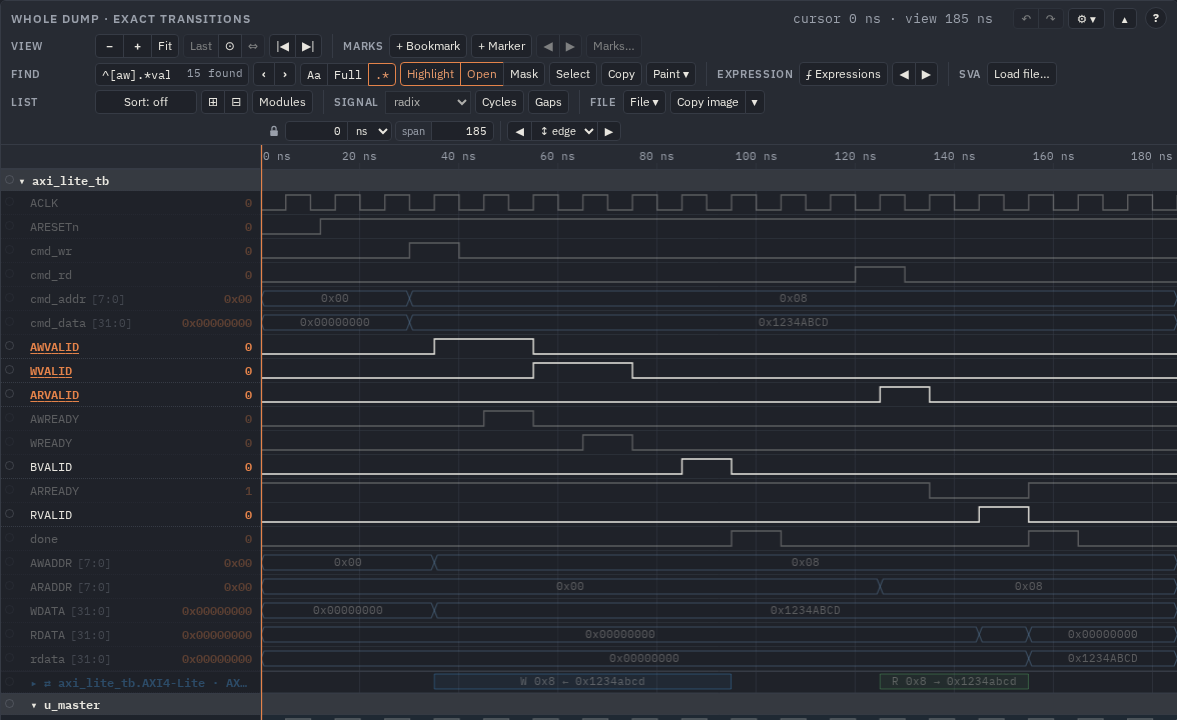 WHOLE DUMP · EXACT TRANSITIONS cursor 0 ns · view 185 ns ↶ ↷ ⚙ ▾ ▴ ?
VIEW − + Fit Last ⊙ ⇔ |◀ ▶| MARKS + Bookmark + Marker ◀ ▶ Marks…
FIND ^[aw].*val 15 found ‹ › Aa Full .* Highlight Open Mask Select Copy Paint ▾ EXPRESSION ƒ Expressions ◀ ▶ SVA Load file…
LIST Sort: off ⊞ ⊟ Modules SIGNAL radix Cycles Gaps FILE File ▾ Copy image ▾
0 ns span 185 ◀ ↕ edge ▶
0 ns 20 ns 40 ns 60 ns 80 ns 100 ns 120 ns 140 ns 160 ns 180 ns
▾ axi_lite_tb
ACLK 0
ARESETn 0
cmd_wr 0
cmd_rd 0
cmd_addr [7:0] 0x00 0x00 0x08
cmd_data [31:0] 0x00000000 0x00000000 0x1234ABCD
AWVALID 0
WVALID 0
ARVALID 0
AWREADY 0
WREADY 0
BVALID 0
ARREADY 1
RVALID 0
done 0
AWADDR [7:0] 0x00 0x00 0x08
ARADDR [7:0] 0x00 0x00 0x08
WDATA [31:0] 0x00000000 0x00000000 0x1234ABCD
RDATA [31:0] 0x00000000 0x00000000 0x00000000
rdata [31:0] 0x00000000 0x00000000 0x1234ABCD
▸ ⇄ axi_lite_tb.AXI4-Lite · AX… W 0x8 ← 0x1234abcd R 0x8 → 0x1234abcd
▾ u_master